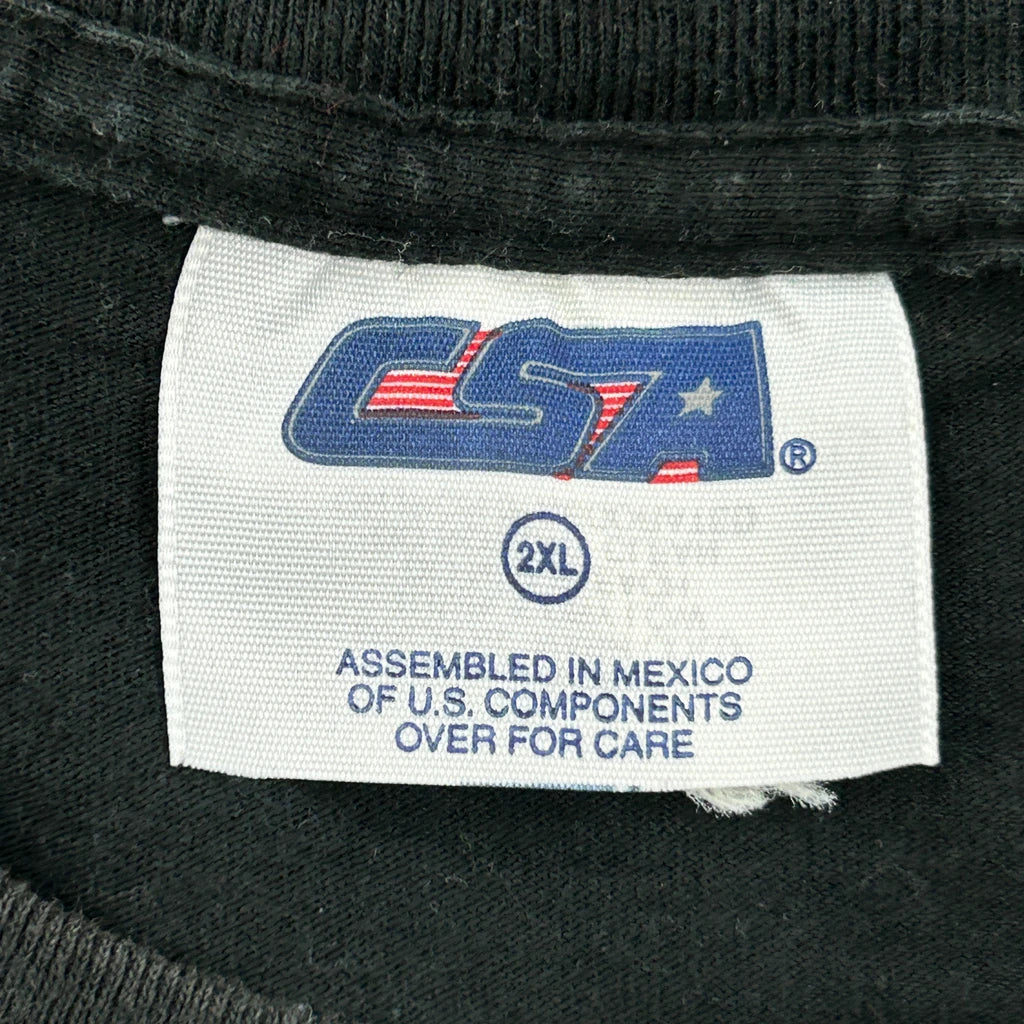 CSA ®
2XL
ASSEMBLED IN MEXICO
OF U.S. COMPONENTS
OVER FOR CARE